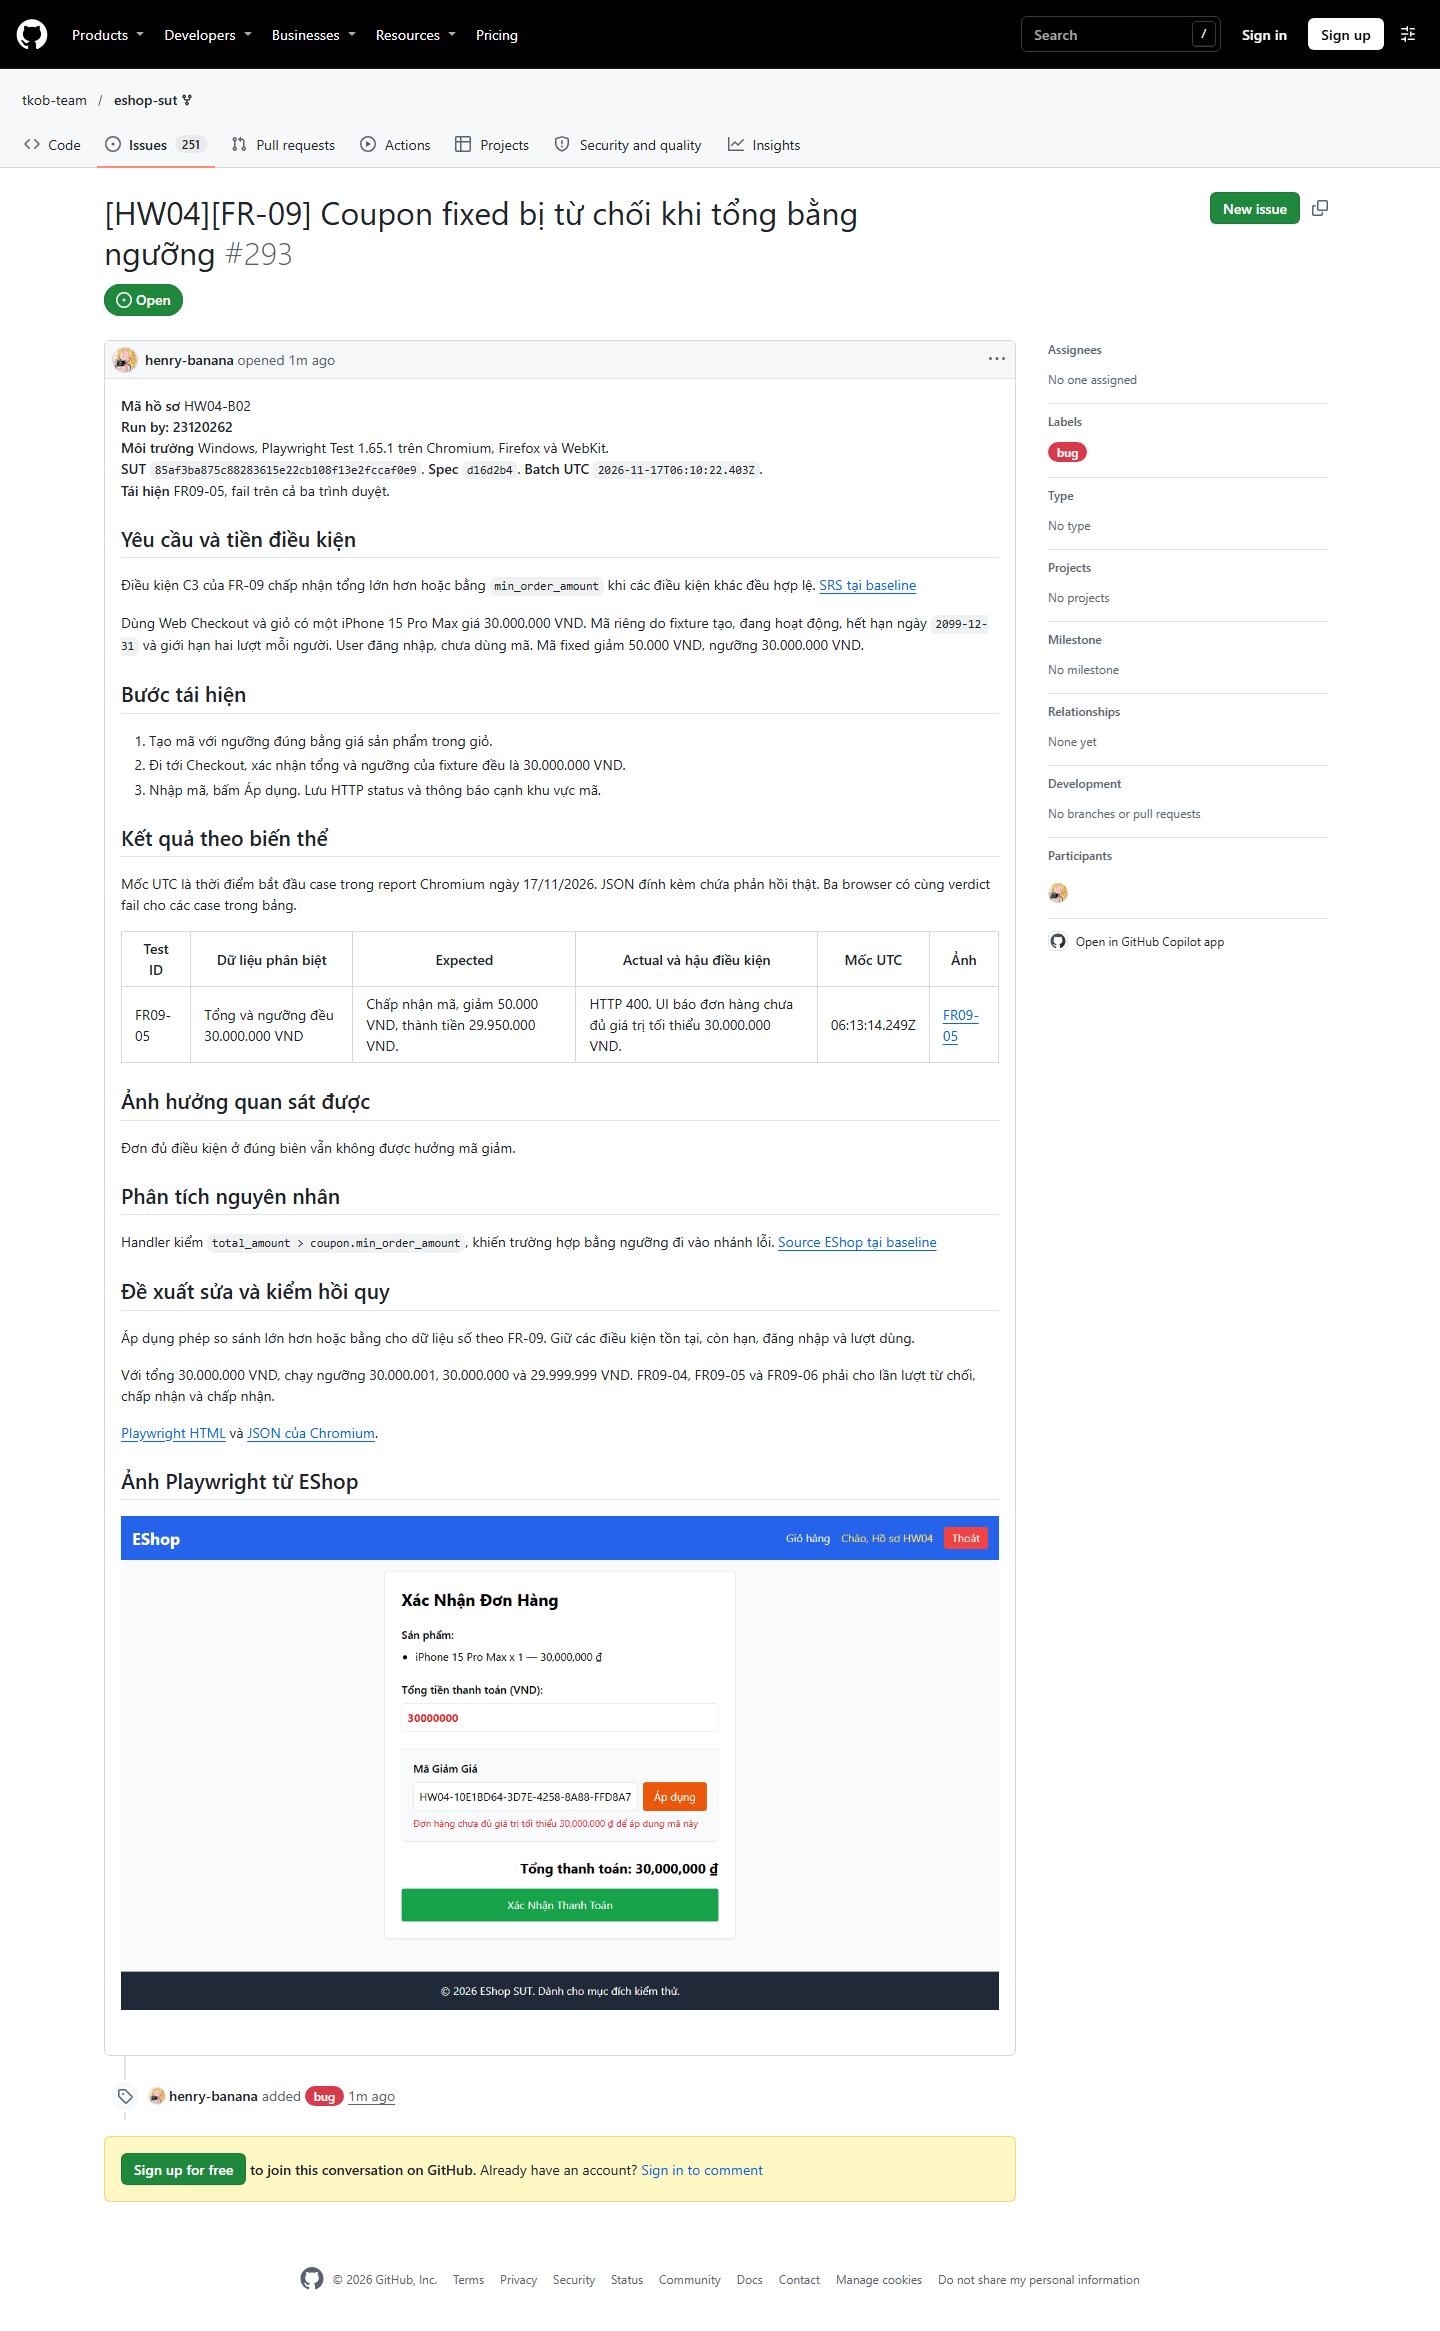 Products
Developers
Businesses
Resources
Pricing
Search
/
Sign in
Sign up
tkob-team / eshop-sut
Code
Issues 251
Pull requests
Actions
Projects
Security and quality
Insights
[HW04][FR-09] Coupon fixed bị từ chối khi tổng bằng
ngưỡng #293
New issue
Open
henry-banana opened 1m ago
Mã hồ sơ HW04-B02
Run by: 23120262
Môi trường Windows, Playwright Test 1.65.1 trên Chromium, Firefox và WebKit.
SUT 85af3ba875c88283615e22cb108f13e2fccaf0e9 . Spec d16d2b4 . Batch UTC 2026-11-17T06:10:22.403Z .
Tái hiện FR09-05, fail trên cả ba trình duyệt.
Yêu cầu và tiền điều kiện
Điều kiện C3 của FR-09 chấp nhận tổng lớn hơn hoặc bằng min_order_amount khi các điều kiện khác đều hợp lệ. SRS tại baseline
Dùng Web Checkout và giỏ có một iPhone 15 Pro Max giá 30.000.000 VND. Mã riêng do fixture tạo, đang hoạt động, hết hạn ngày 2099-12-
31 và giới hạn hai lượt mỗi người. User đăng nhập, chưa dùng mã. Mã fixed giảm 50.000 VND, ngưỡng 30.000.000 VND.
Bước tái hiện
1. Tạo mã với ngưỡng đúng bằng giá sản phẩm trong giỏ.
2. Đi tới Checkout, xác nhận tổng và ngưỡng của fixture đều là 30.000.000 VND.
3. Nhập mã, bấm Áp dụng. Lưu HTTP status và thông báo cạnh khu vực mã.
Kết quả theo biến thể
Mốc UTC là thời điểm bắt đầu case trong report Chromium ngày 17/11/2026. JSON đính kèm chứa phản hồi thật. Ba browser có cùng verdict
fail cho các case trong bảng.
Test
ID
Dữ liệu phân biệt
Expected
Actual và hậu điều kiện
Mốc UTC
Ảnh
FR09-
05
Tổng và ngưỡng đều
30.000.000 VND
Chấp nhận mã, giảm 50.000
VND, thành tiền 29.950.000
VND.
HTTP 400. UI báo đơn hàng chưa
đủ giá trị tối thiểu 30.000.000
VND.
06:13:14.249Z
FR09-
05
Ảnh hưởng quan sát được
Đơn đủ điều kiện ở đúng biên vẫn không được hưởng mã giảm.
Phân tích nguyên nhân
Handler kiểm total_amount > coupon.min_order_amount , khiến trường hợp bằng ngưỡng đi vào nhánh lỗi. Source EShop tại baseline
Đề xuất sửa và kiểm hồi quy
Áp dụng phép so sánh lớn hơn hoặc bằng cho dữ liệu số theo FR-09. Giữ các điều kiện tồn tại, còn hạn, đăng nhập và lượt dùng.
Với tổng 30.000.000 VND, chạy ngưỡng 30.000.001, 30.000.000 và 29.999.999 VND. FR09-04, FR09-05 và FR09-06 phải cho lần lượt từ chối,
chấp nhận và chấp nhận.
Playwright HTML và JSON của Chromium.
Ảnh Playwright từ EShop
EShop
Giỏ hàng
Chào, Hồ sơ HW04
Thoát
Xác Nhận Đơn Hàng
Sản phẩm:
• iPhone 15 Pro Max x 1 — 30,000,000 ₫
Tổng tiền thanh toán (VND):
30000000
Mã Giảm Giá
HW04-10E1BD64-3D7E-4258-8A88-FFD8A7
Áp dụng
Đơn hàng chưa đủ giá trị tối thiểu 30,000,000 ₫ để áp dụng mã này
Tổng thanh toán: 30,000,000 ₫
Xác Nhận Thanh Toán
© 2026 EShop SUT. Dành cho mục đích kiểm thử.
henry-banana added bug 1m ago
Sign up for free to join this conversation on GitHub. Already have an account? Sign in to comment
Assignees
No one assigned
Labels
bug
Type
No type
Projects
No projects
Milestone
No milestone
Relationships
None yet
Development
No branches or pull requests
Participants
Open in GitHub Copilot app
© 2026 GitHub, Inc.
Terms
Privacy
Security
Status
Community
Docs
Contact
Manage cookies
Do not share my personal information